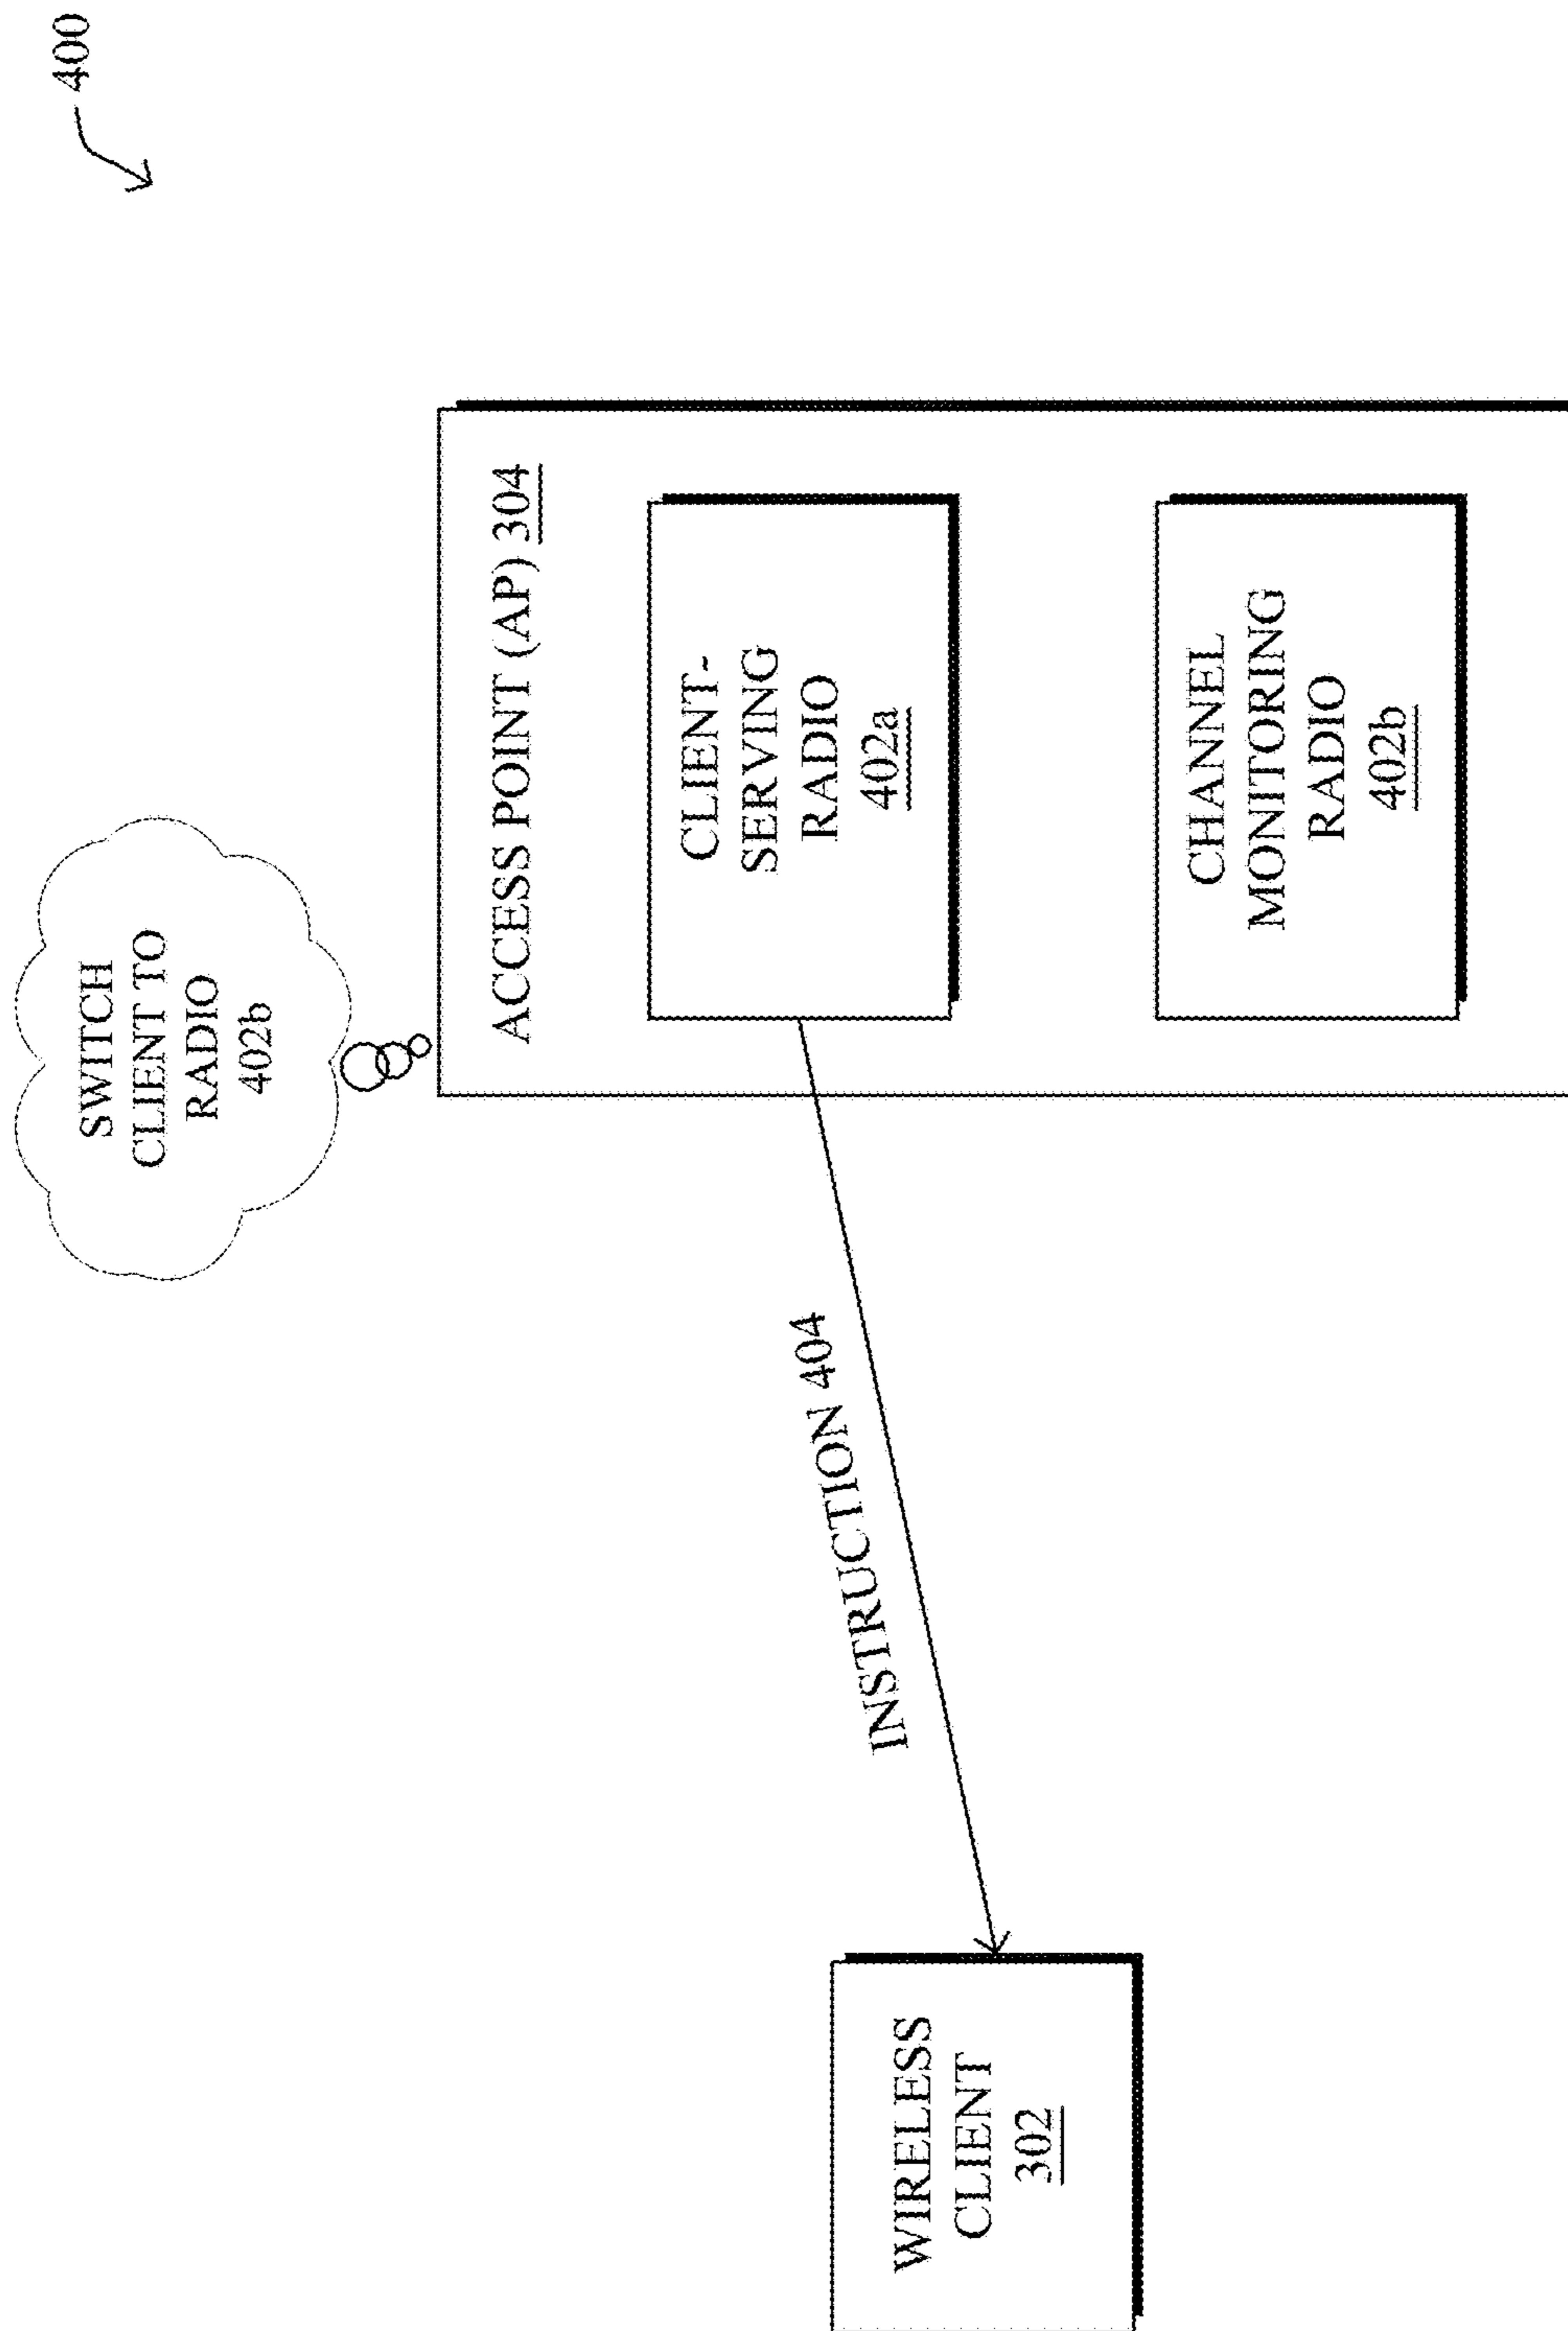 400
SWITCH
CLIENT TO
RADIO
402b
ACCESS POINT (AP) 304
CLIENT-
SERVING
RADIO
402a
INSTRUCTION 404
WIRELESS
CLIENT
302
CHANNEL
MONITORING
RADIO
402b